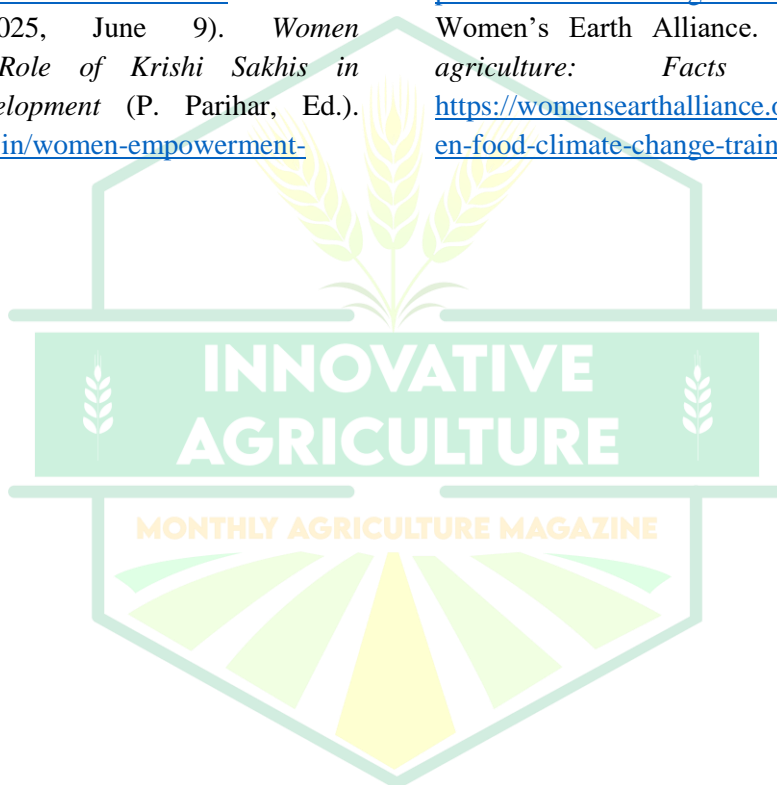 025, June 9). Women
Role of Krishi Sakhis in
elopment (P. Parihar, Ed.).
in/women-empowerment-
Women's Earth Alliance.
agriculture: Facts
https://womensearthalliance.o
en-food-climate-change-train
INNOVATIVE
AGRICULTURE
MONTHLY AGRICULTURE MAGAZINE